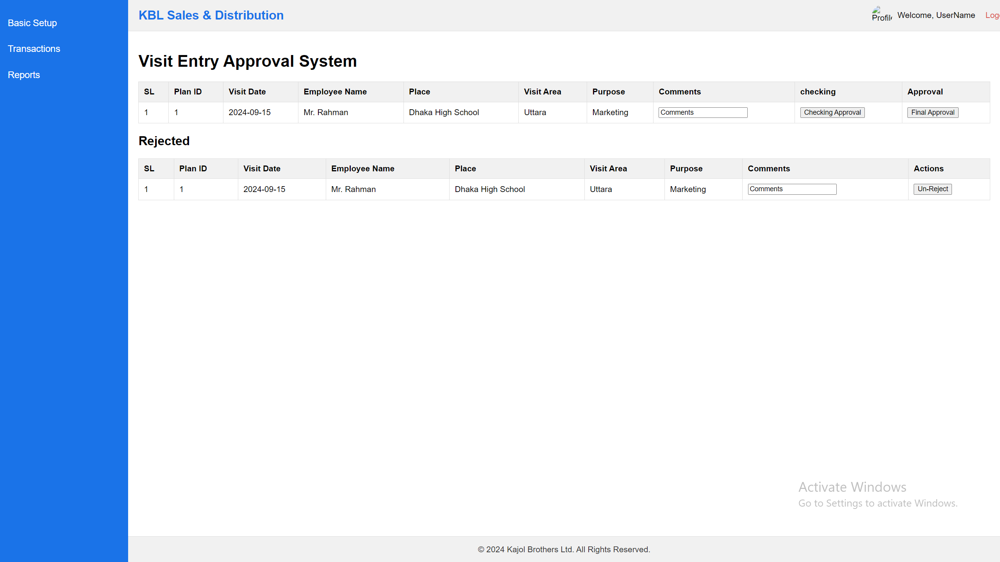 Basic Setup
Transactions
Reports
KBL Sales & Distribution
Welcome, UserName
Visit Entry Approval System
SL Plan ID Visit Date Employee Name Place Visit Area Purpose Comments checking Approval
1 1 2024-09-15 Mr. Rahman Dhaka High School Uttara Marketing Comments Checking Approval Final Approval
Rejected
SL Plan ID Visit Date Employee Name Place Visit Area Purpose Comments Actions
1 1 2024-09-15 Mr. Rahman Dhaka High School Uttara Marketing Comments Un-Reject
Activate Windows
Go to Settings to activate Windows.
© 2024 Kajol Brothers Ltd. All Rights Reserved.